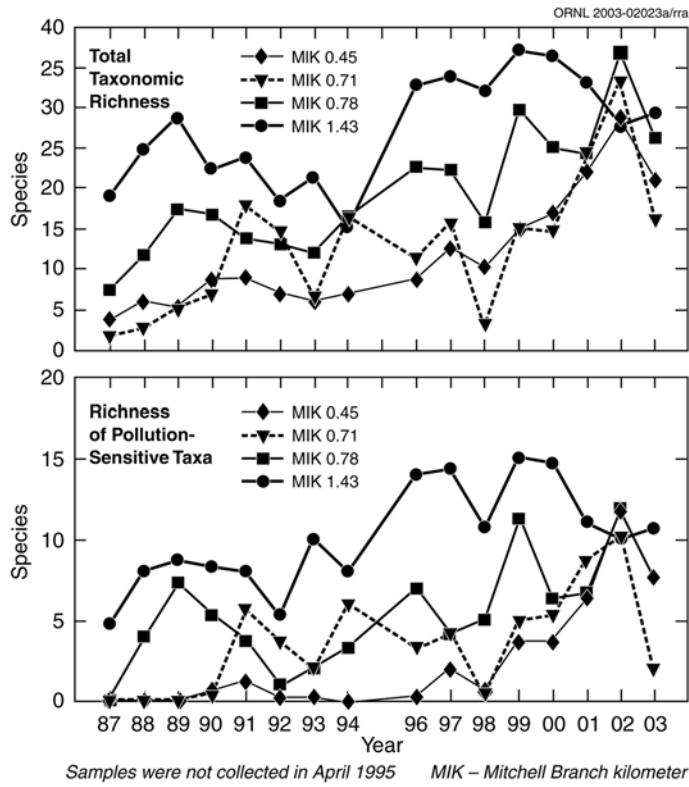 ORNL 2003-02023a/rra
Total
Taxonomic
Richness
MIK 0.45
MIK 0.71
MIK 0.78
MIK 1.43
Species
40
35
30
25
20
15
10
5
0
Richness
of Pollution-
Sensitive Taxa
MIK 0.45
MIK 0.71
MIK 0.78
MIK 1.43
Species
20
15
10
5
0
87 88 89 90 91 92 93 94 96 97 98 99 00 01 02 03
Year
Samples were not collected in April 1995 MIK – Mitchell Branch kilometer